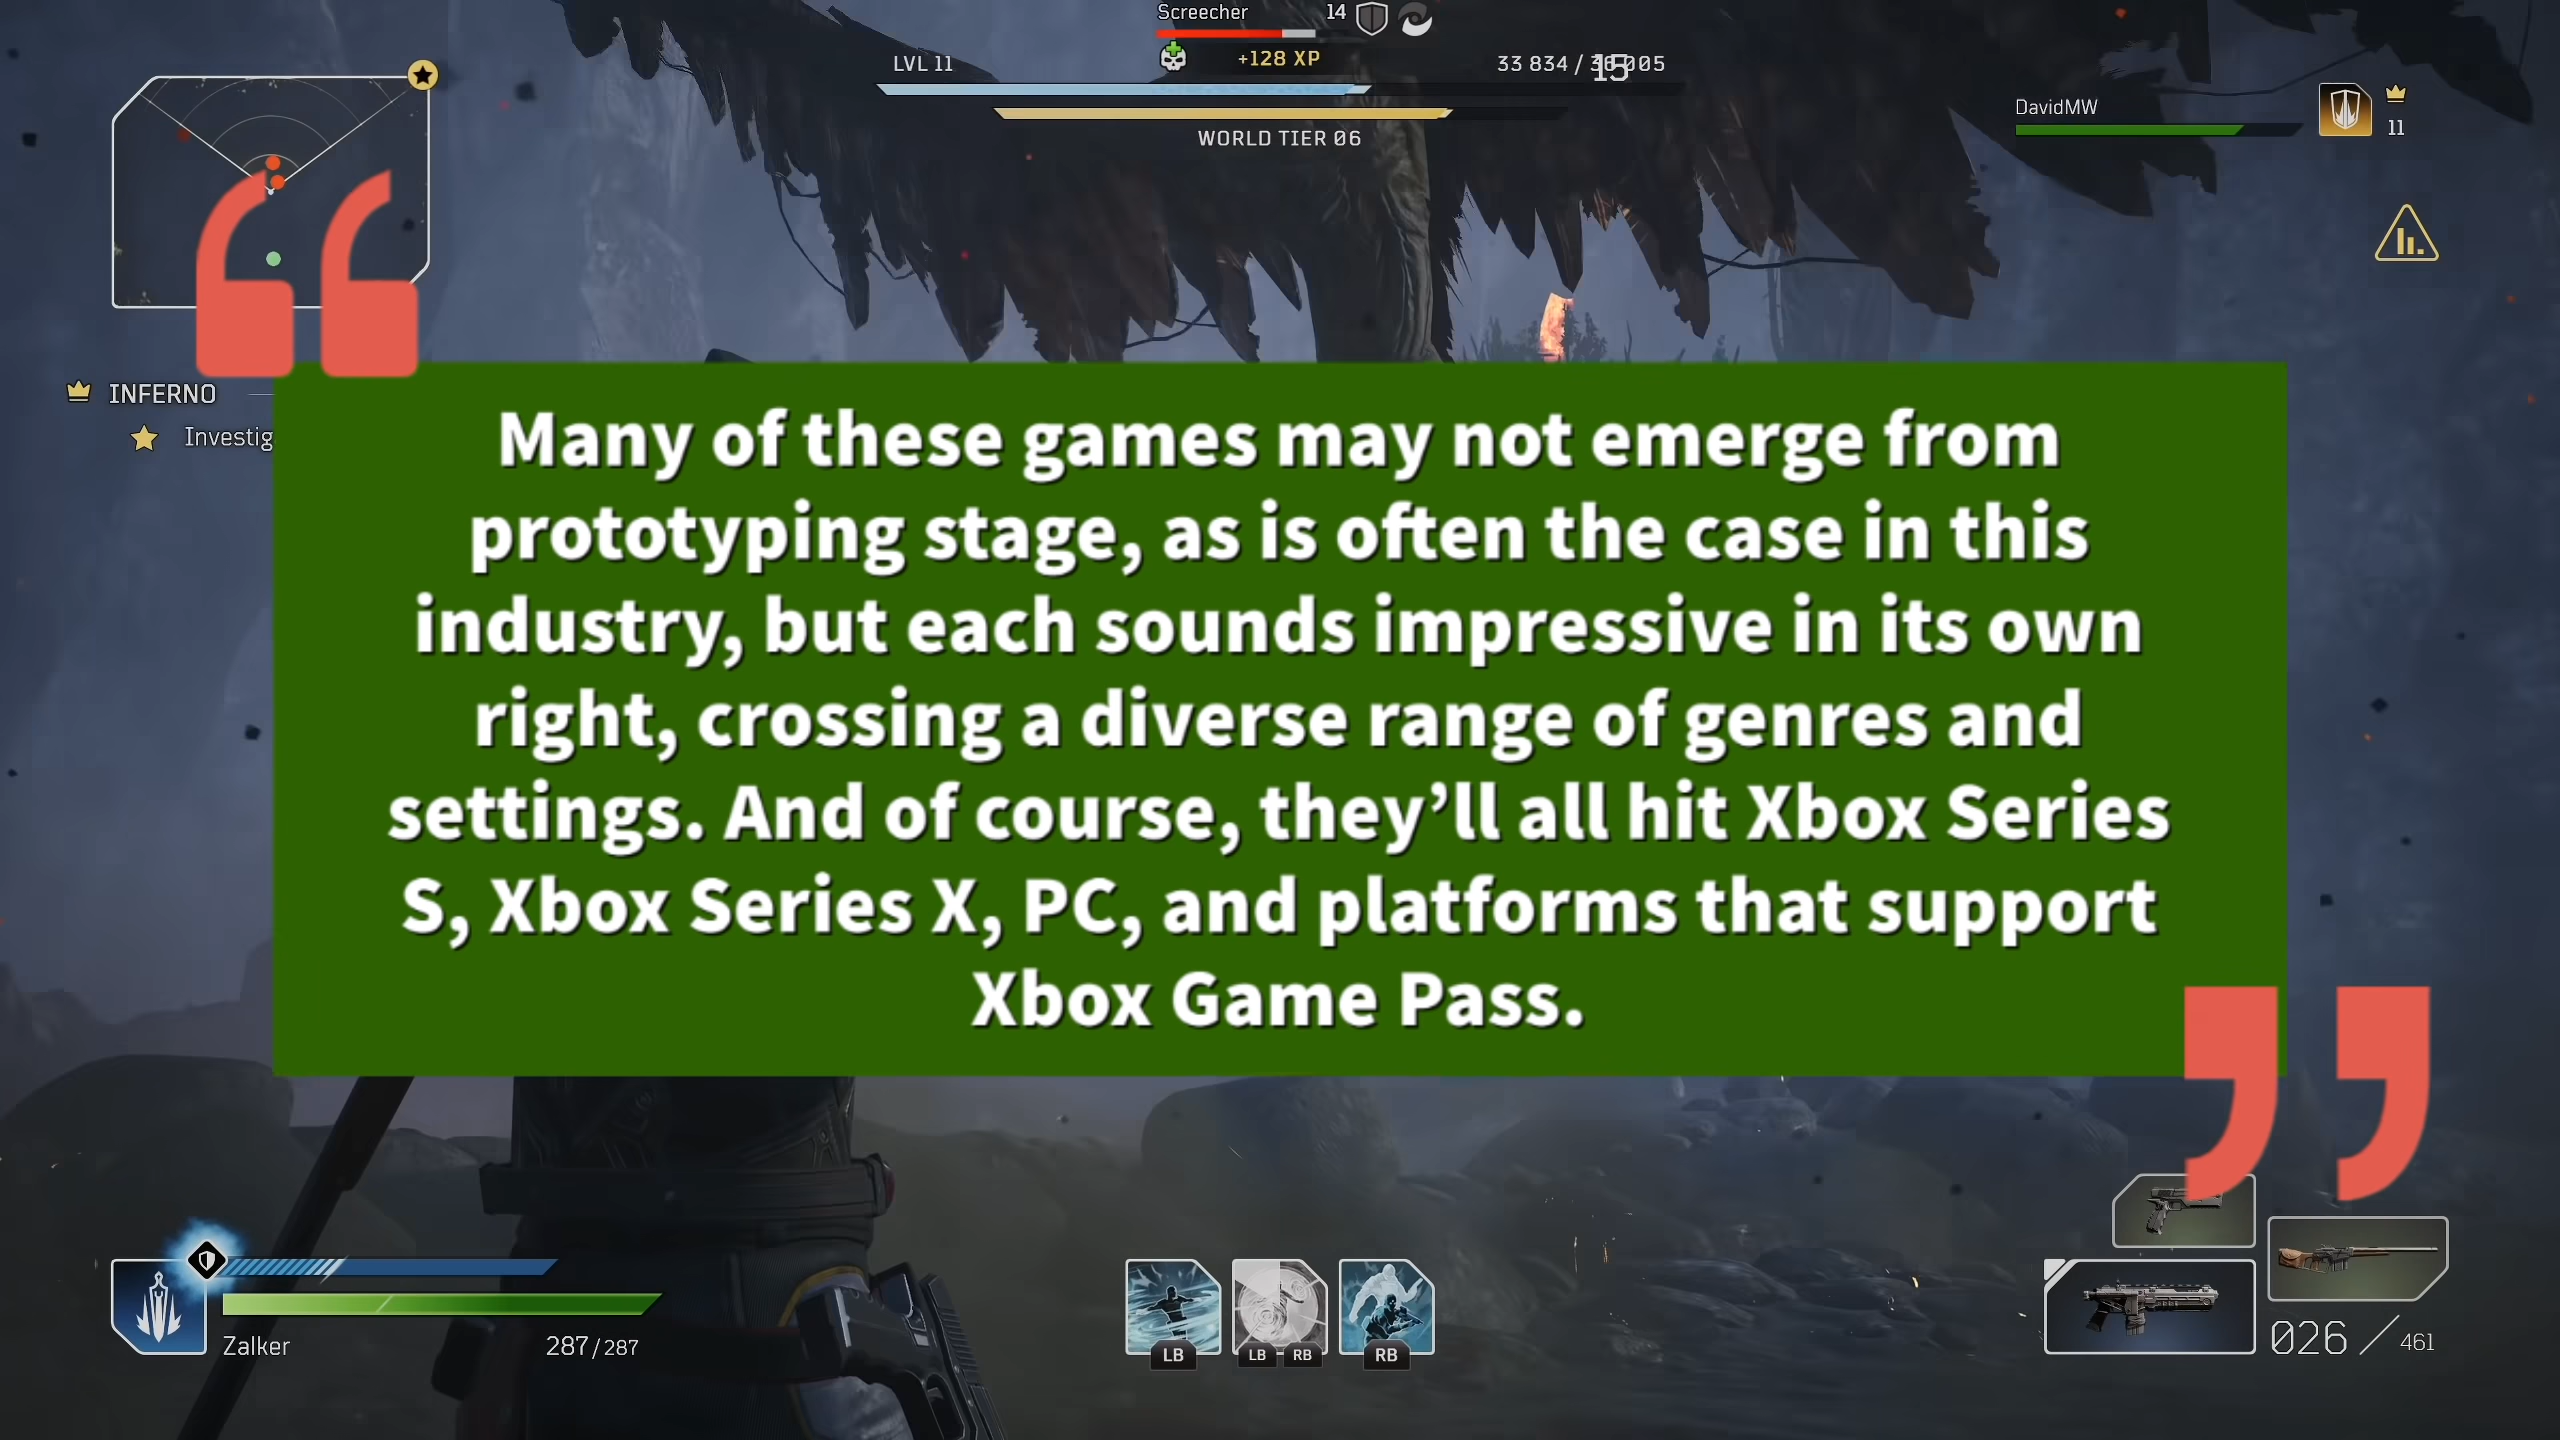 Screecher 14
+128 XP
LVL 11
33 834 / 36 005
15
WORLD TIER 06
DavidMW
11
INFERNO
Investig
Many of these games may not emerge from
prototyping stage, as is often the case in this
industry, but each sounds impressive in its own
right, crossing a diverse range of genres and
settings. And of course, they’ll all hit Xbox Series
S, Xbox Series X, PC, and platforms that support
Xbox Game Pass.
Zalker 287/287
LB
LB RB
RB
026 / 461